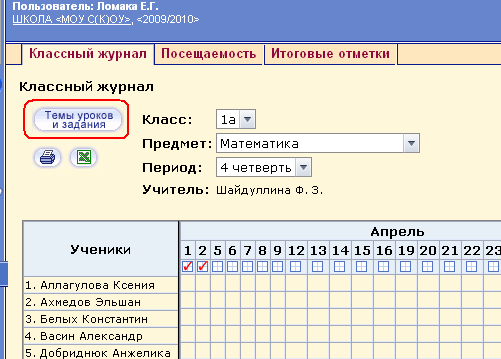 Пользователь: Ломака Е.Г.
ШКОЛА <МОУ С(К)ОУ>, <2009/2010>
Классный журнал Посещаемость Итоговые отметки
Классный журнал
Темы уроков
и задания
Класс: 1а
Предмет: Математика
Период: 4 четверть
Учитель: Шайдуллина Ф. З.
Ученики
Апрель
1 2 5 6 7 8 9 12 13 14 15 16 19 20 21 22 23
1. Аллагулова Ксения
2. Ахмедов Эльшан
3. Белых Константин
4. Васин Александр
5. Добриднюк Анжелика